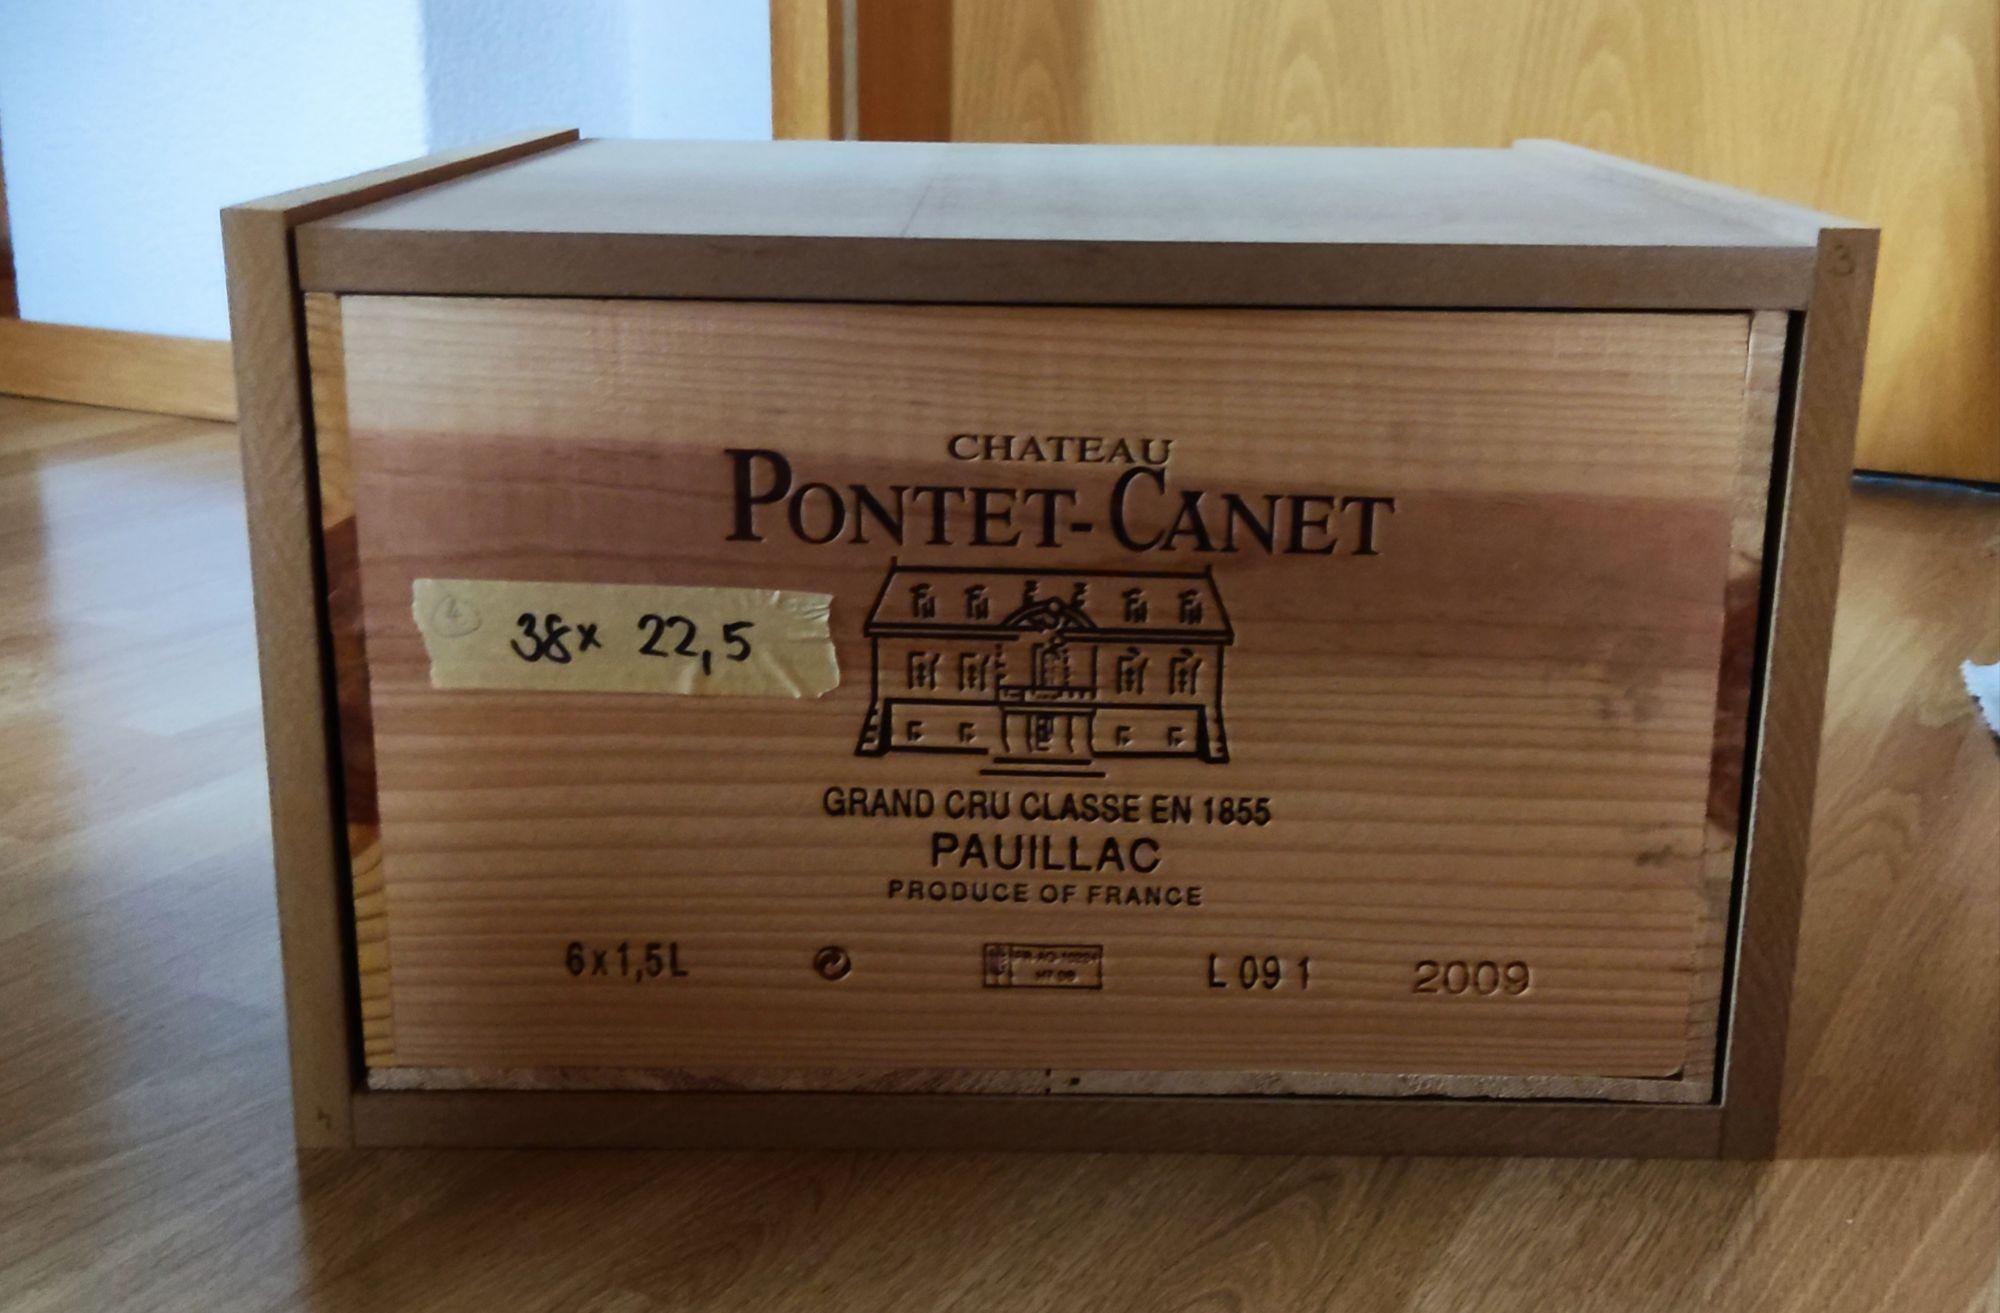 CHATEAU
PONTET-CANET
38x 22,5
GRAND CRU CLASSE EN 1855
PAUILLAC
PRODUCE OF FRANCE
6x1,5L L 09 1 2009
3